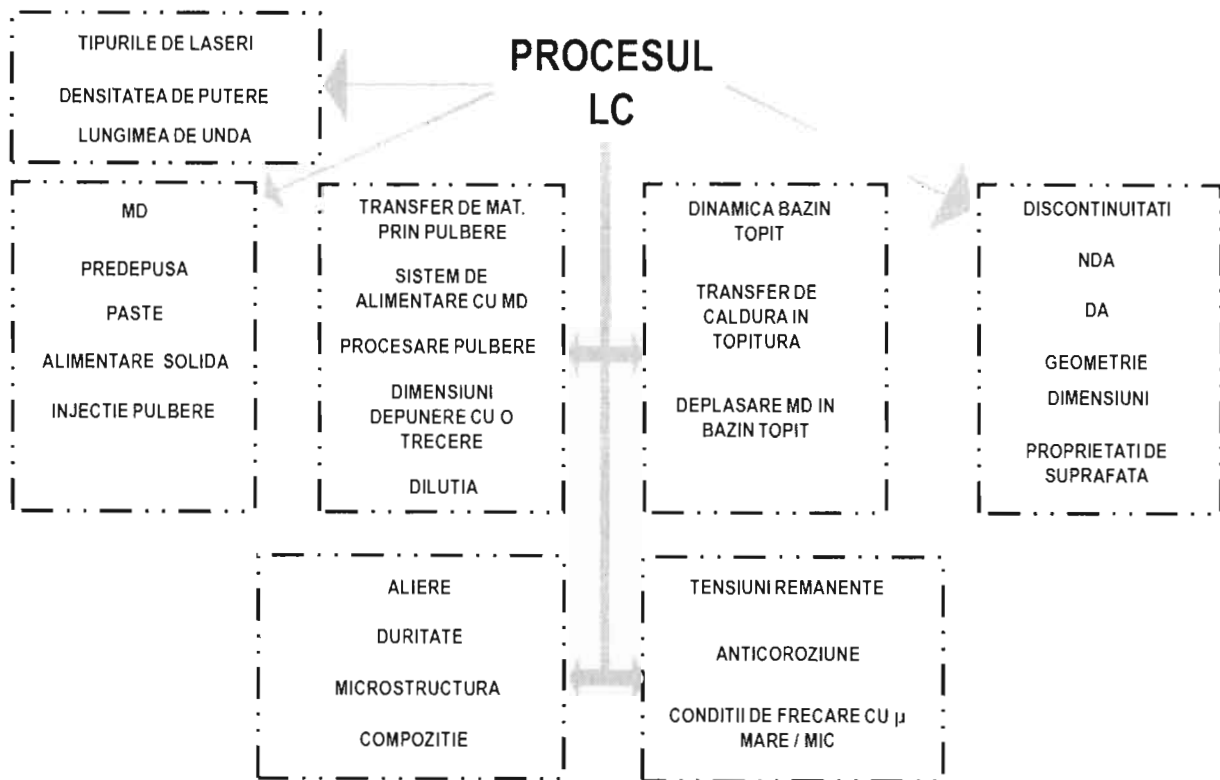 PROCESUL
LC
TIPURILE DE LASERI
DENSITATEA DE PUTERE
LUNGIMEA DE UNDA
MD
PREDEPUSA
PASTE
ALIMENTARE SOLIDA
INJECTIE PULBERE
TRANSFER DE MAT.
PRIN PULBERE
SISTEM DE
ALIMENTARE CU MD
PROCESARE PULBERE
DIMENSIUNI
DEPUNERE CU O
TRECERE
DILUTIA
DINAMICA BAZIN
TOPIT
TRANSFER DE
CALDURA IN
TOPITURA
DEPLASARE MD IN
BAZIN TOPIT
DISCONTINUITATI
NDA
DA
GEOMETRIE
DIMENSIUNI
PROPRIETATI DE
SUPRAFATA
ALIERE
DURITATE
MICROSTRUCTURA
COMPOZITIE
TENSIUNI REMANENTE
ANTICOROZIUNE
CONDITII DE FRECARE CU µ
MARE / MIC